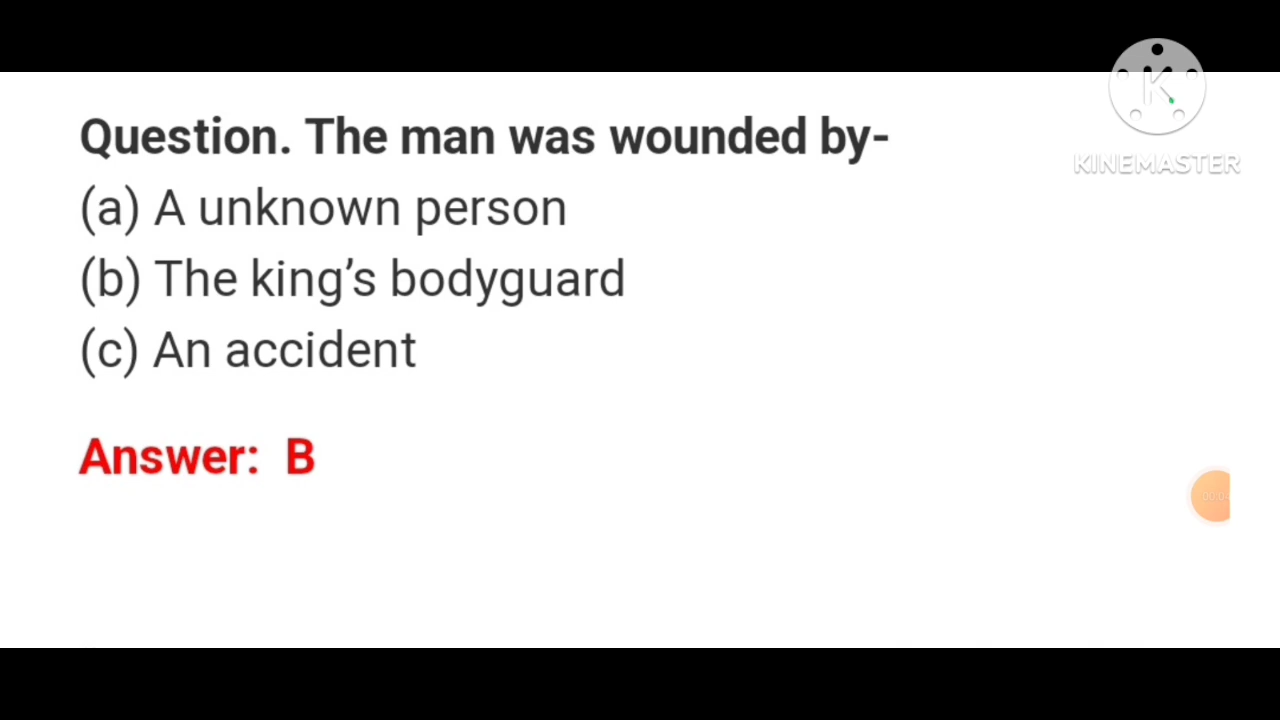 Question. The man was wounded by-
(a) A unknown person
(b) The king’s bodyguard
(c) An accident
Answer: B
KINEMASTER